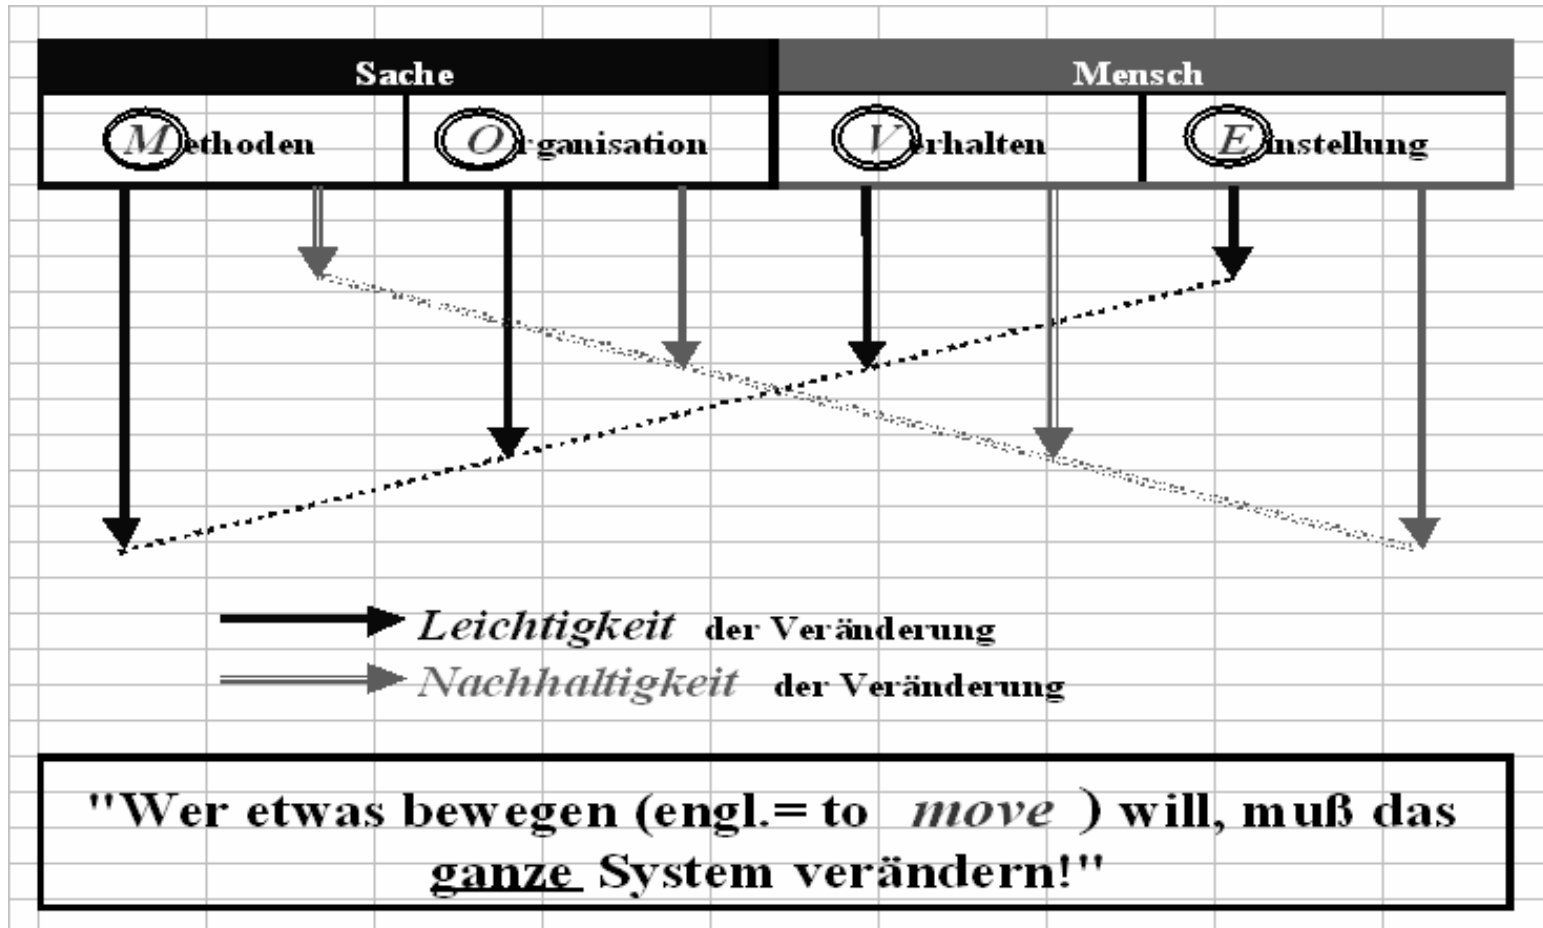 Sache Mensch
Methoden Organisation Verhalten Einstellung
Leichtigkeit der Veränderung
Nachhaltigkeit der Veränderung
"Wer etwas bewegen (engl.= to move ) will, muß das
ganze System verändern!"